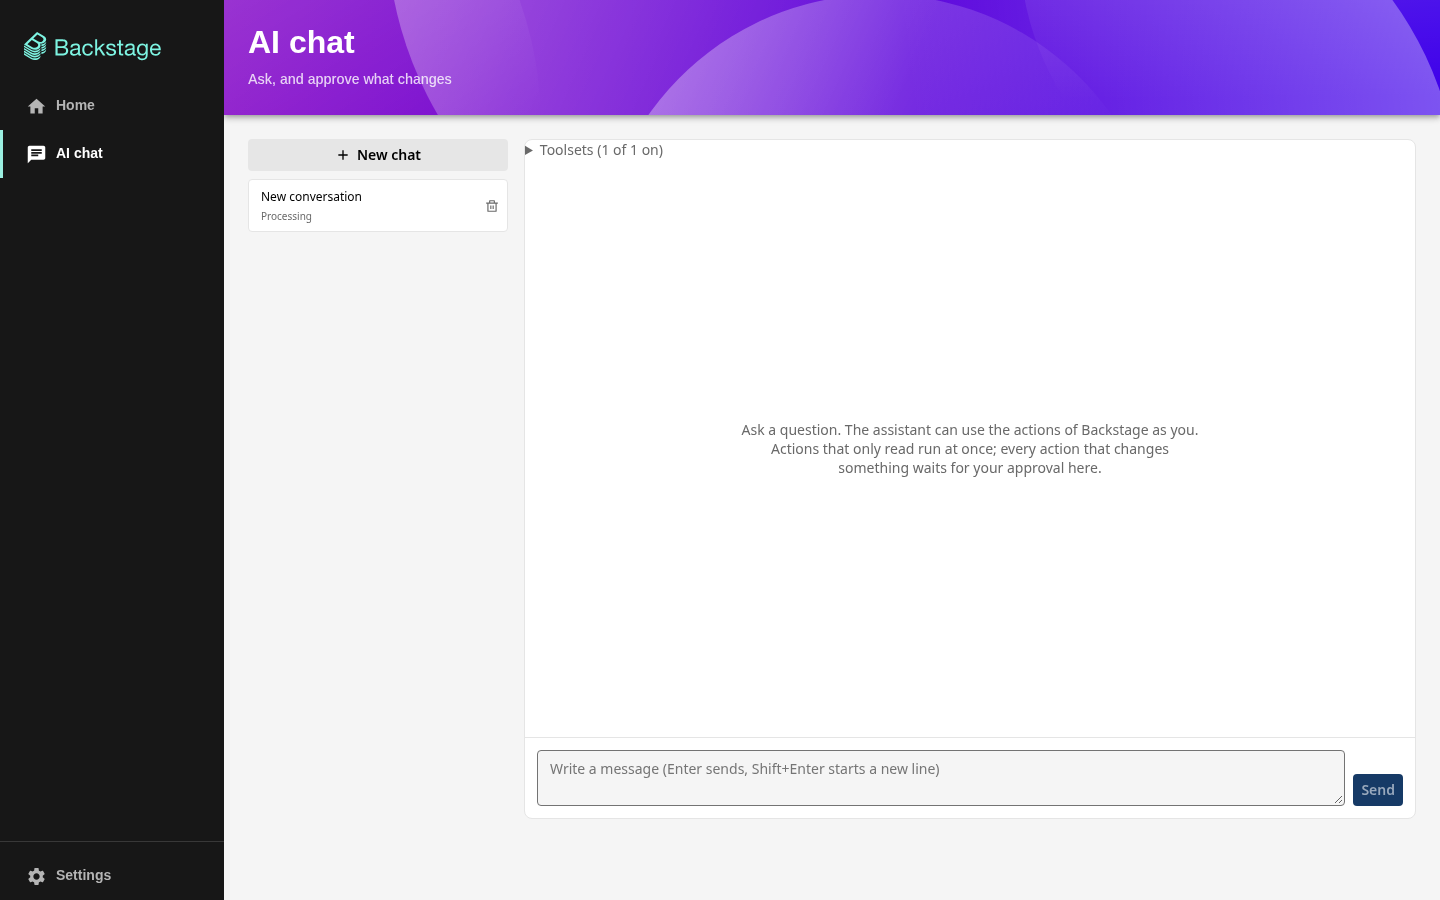 Backstage
Home
AI chat
Settings
AI chat
Ask, and approve what changes
New chat
New conversation
Processing
Toolsets (1 of 1 on)
Ask a question. The assistant can use the actions of Backstage as you.
Actions that only read run at once; every action that changes
something waits for your approval here.
Write a message (Enter sends, Shift+Enter starts a new line)
Send